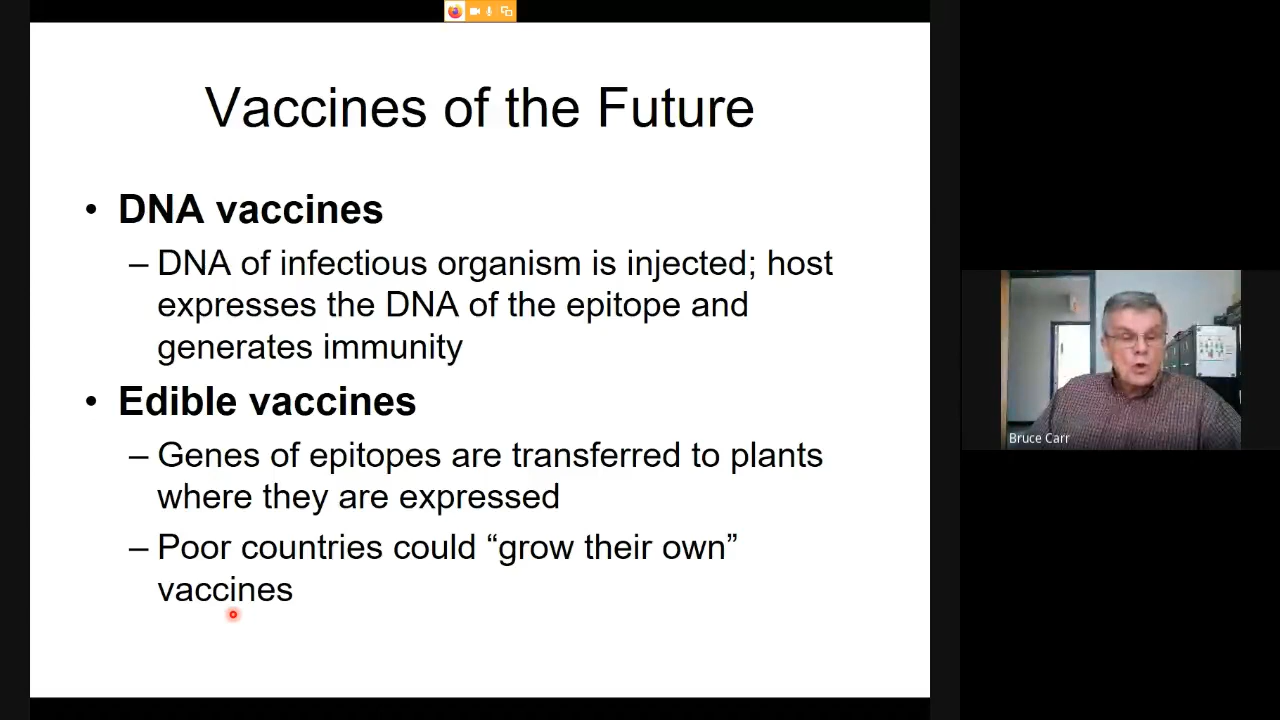 Vaccines of the Future
• DNA vaccines
– DNA of infectious organism is injected; host
expresses the DNA of the epitope and
generates immunity
• Edible vaccines
– Genes of epitopes are transferred to plants
where they are expressed
– Poor countries could “grow their own”
vaccines
Bruce Carr